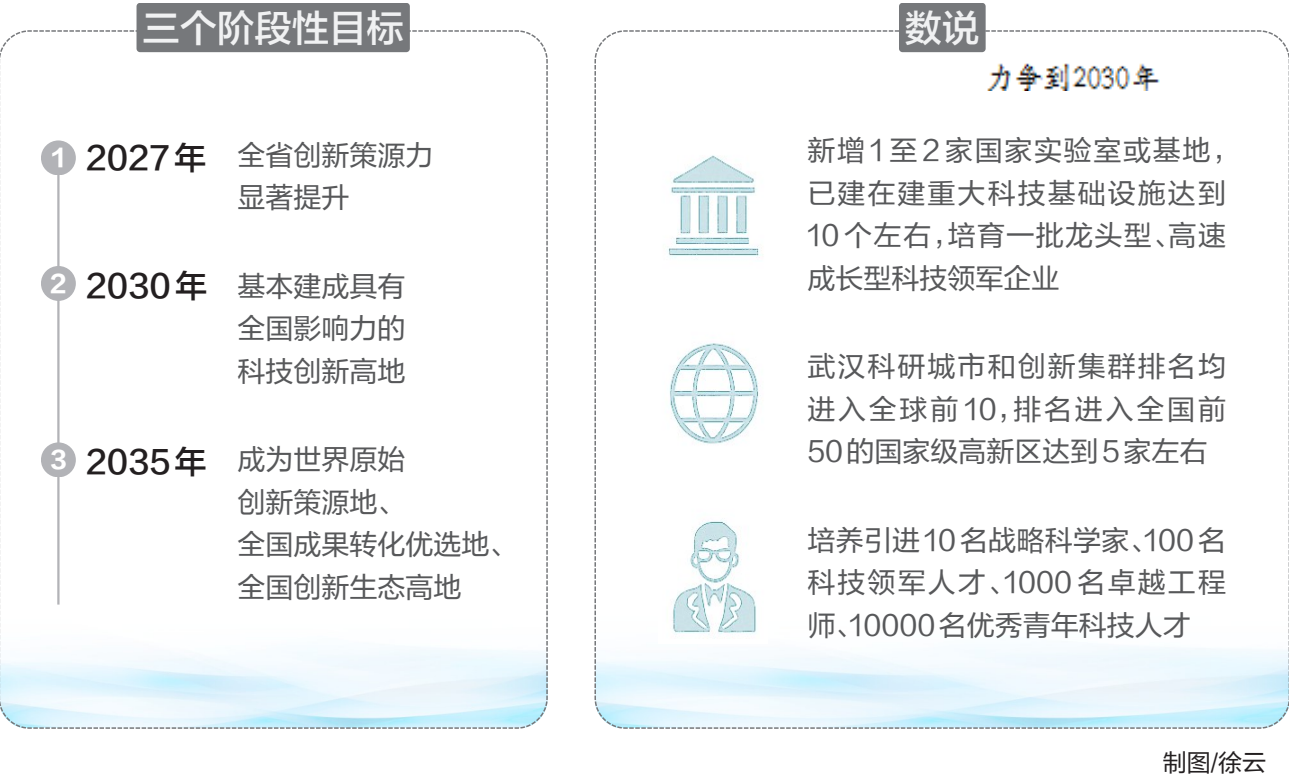 三个阶段性目标
1 2027年 全省创新策源力
显著提升
2 2030年 基本建成具有
全国影响力的
科技创新高地
3 2035年 成为世界原始
创新策源地、
全国成果转化优选地、
全国创新生态高地
数说
力争到2030年
新增1至2家国家实验室或基地，
已建在建重大科技基础设施达到
10个左右，培育一批龙头型、高速
成长型科技领军企业
武汉科研城市和创新集群排名均
进入全球前10，排名进入全国前
50的国家级高新区达到5家左右
培养引进10名战略科学家、100名
科技领军人才、1000名卓越工程
师、10000名优秀青年科技人才
制图/徐云